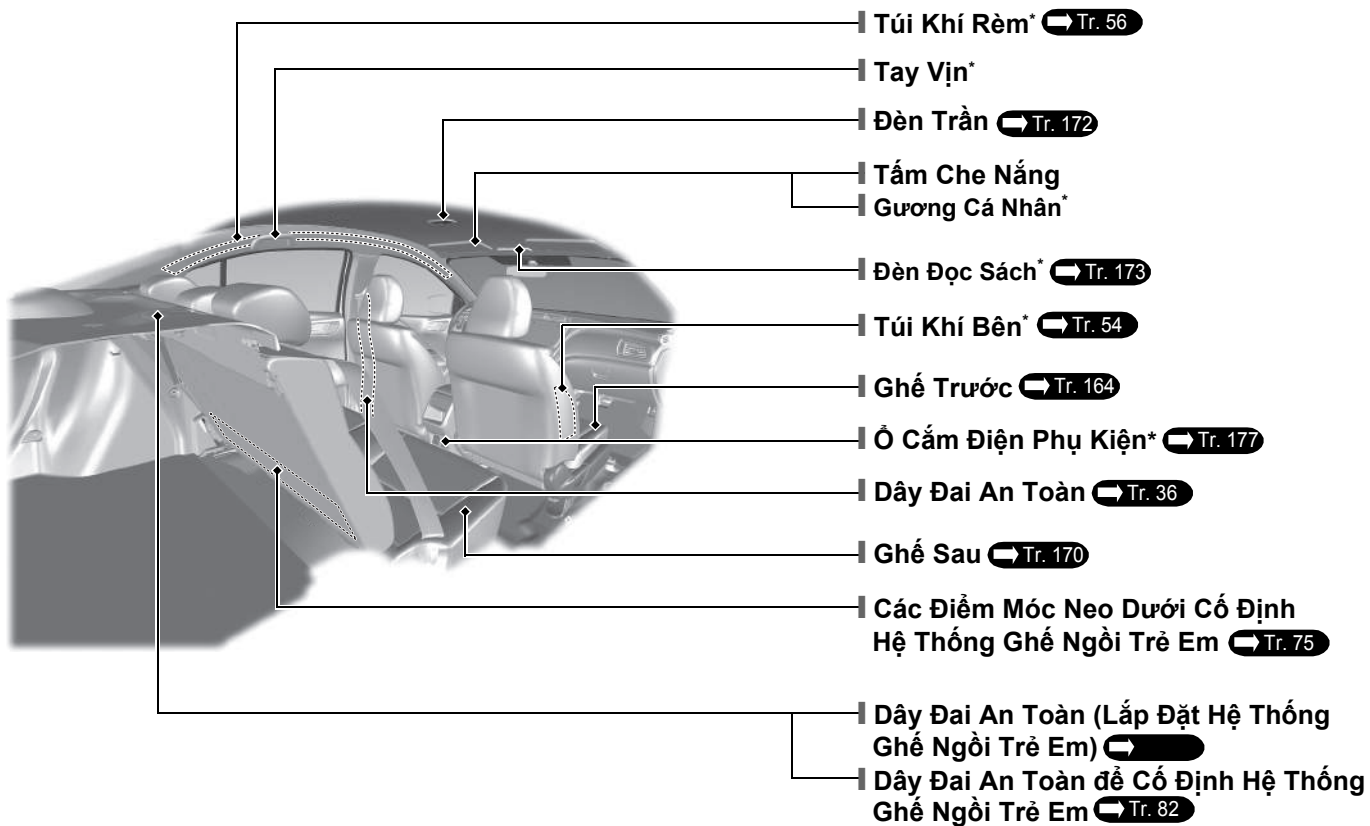 Túi Khí Rèm* Tr. 56
Tay Vịn*
Đèn Trần Tr. 172
Tấm Che Nắng
Gương Cá Nhân*
Đèn Đọc Sách* Tr. 173
Túi Khí Bên* Tr. 54
Ghế Trước Tr. 164
Ổ Cắm Điện Phụ Kiện* Tr. 177
Dây Đai An Toàn Tr. 36
Ghế Sau Tr. 170
Các Điểm Móc Neo Dưới Cố Định
Hệ Thống Ghế Ngồi Trẻ Em Tr. 75
Dây Đai An Toàn (Lắp Đặt Hệ Thống
Ghế Ngồi Trẻ Em)
Dây Đai An Toàn để Cố Định Hệ Thống
Ghế Ngồi Trẻ Em Tr. 82